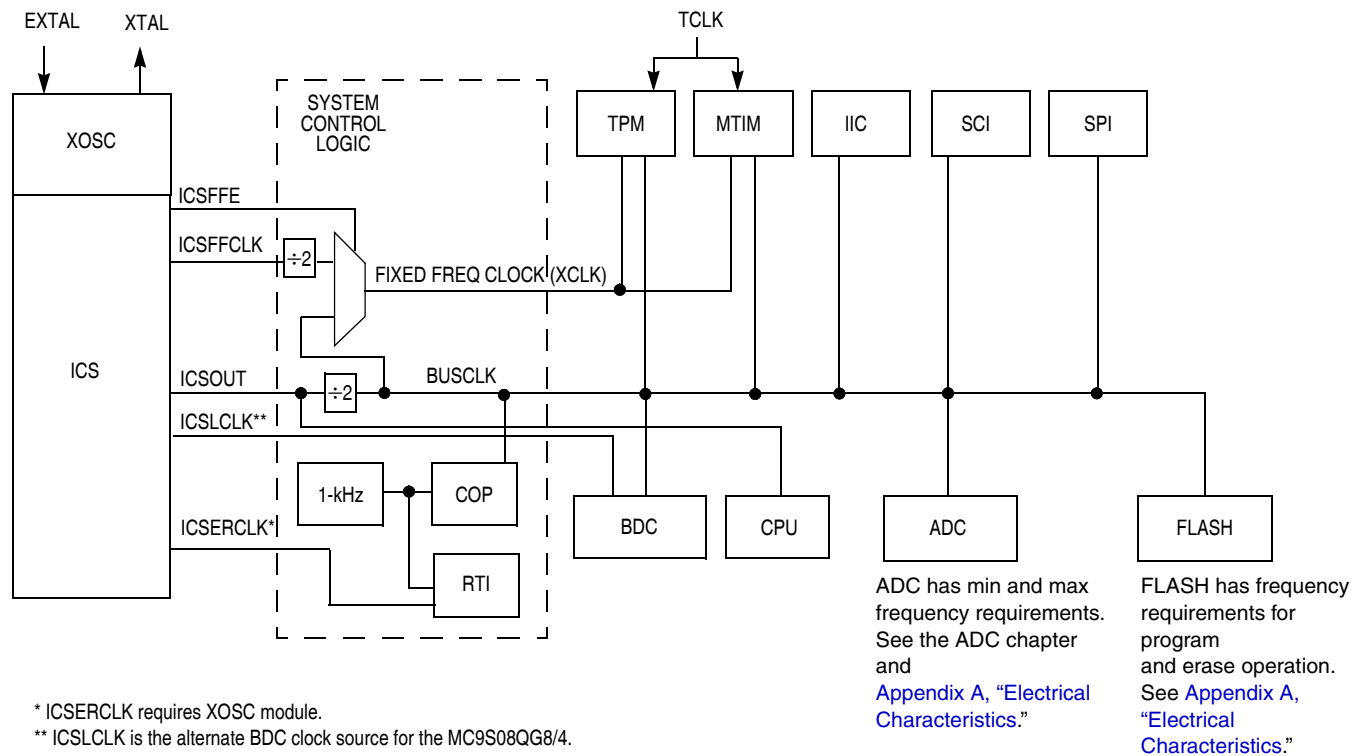 EXTAL
XTAL
TCLK
SYSTEM
CONTROL
LOGIC
XOSC
TPM
MTIM
IIC
SCI
SPI
ICSFFE
ICSFFCLK
÷2
FIXED FREQ CLOCK (XCLK)
ICS
ICSOUT
÷2
BUSCLK
ICSLCLK**
1-kHz
COP
BDC
CPU
ADC
FLASH
ICSERCLK*
RTI
ADC has min and max
frequency requirements.
See the ADC chapter
and
Appendix A, “Electrical
Characteristics.”
FLASH has frequency
requirements for
program
and erase operation.
See Appendix A,
“Electrical
Characteristics.”
* ICSERCLK requires XOSC module.
** ICSLCLK is the alternate BDC clock source for the MC9S08QG8/4.